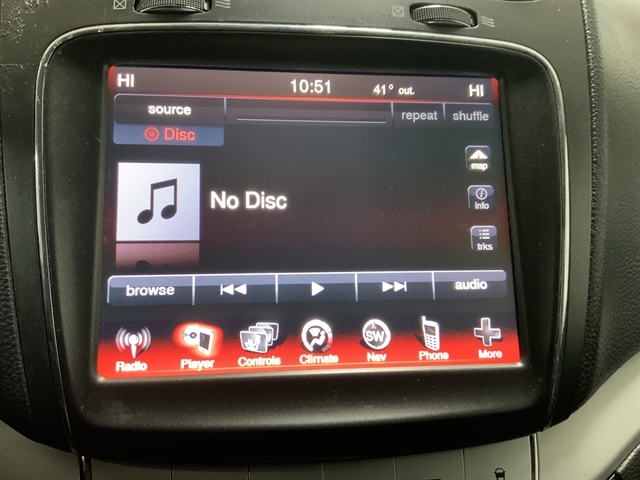 HI 10:51 41° out. HI
source repeat shuffle
Disc
map
No Disc
info
trks
browse audio
Radio Player Controls Climate SW Nav Phone More